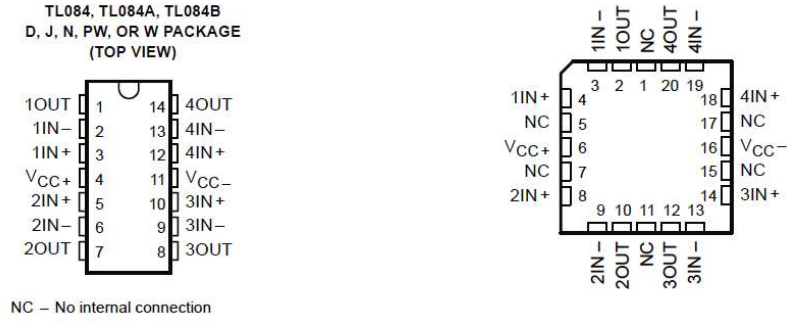 TL084, TL084A, TL084B
D, J, N, PW, OR W PACKAGE
(TOP VIEW)
1OUT 1 14 4OUT
1IN– 2 13 4IN–
1IN+ 3 12 4IN+
VCC+ 4 11 VCC–
2IN+ 5 10 3IN+
2IN– 6 9 3IN–
2OUT 7 8 3OUT
NC – No internal connection
1IN– 1OUT NC 4OUT 4IN–
3 2 1 20 19
1IN+ 4 18 4IN+
NC 5 17 NC
VCC+ 6 16 VCC–
NC 7 15 NC
2IN+ 8 14 3IN+
9 10 11 12 13
2IN– 2OUT NC 3OUT 3IN–